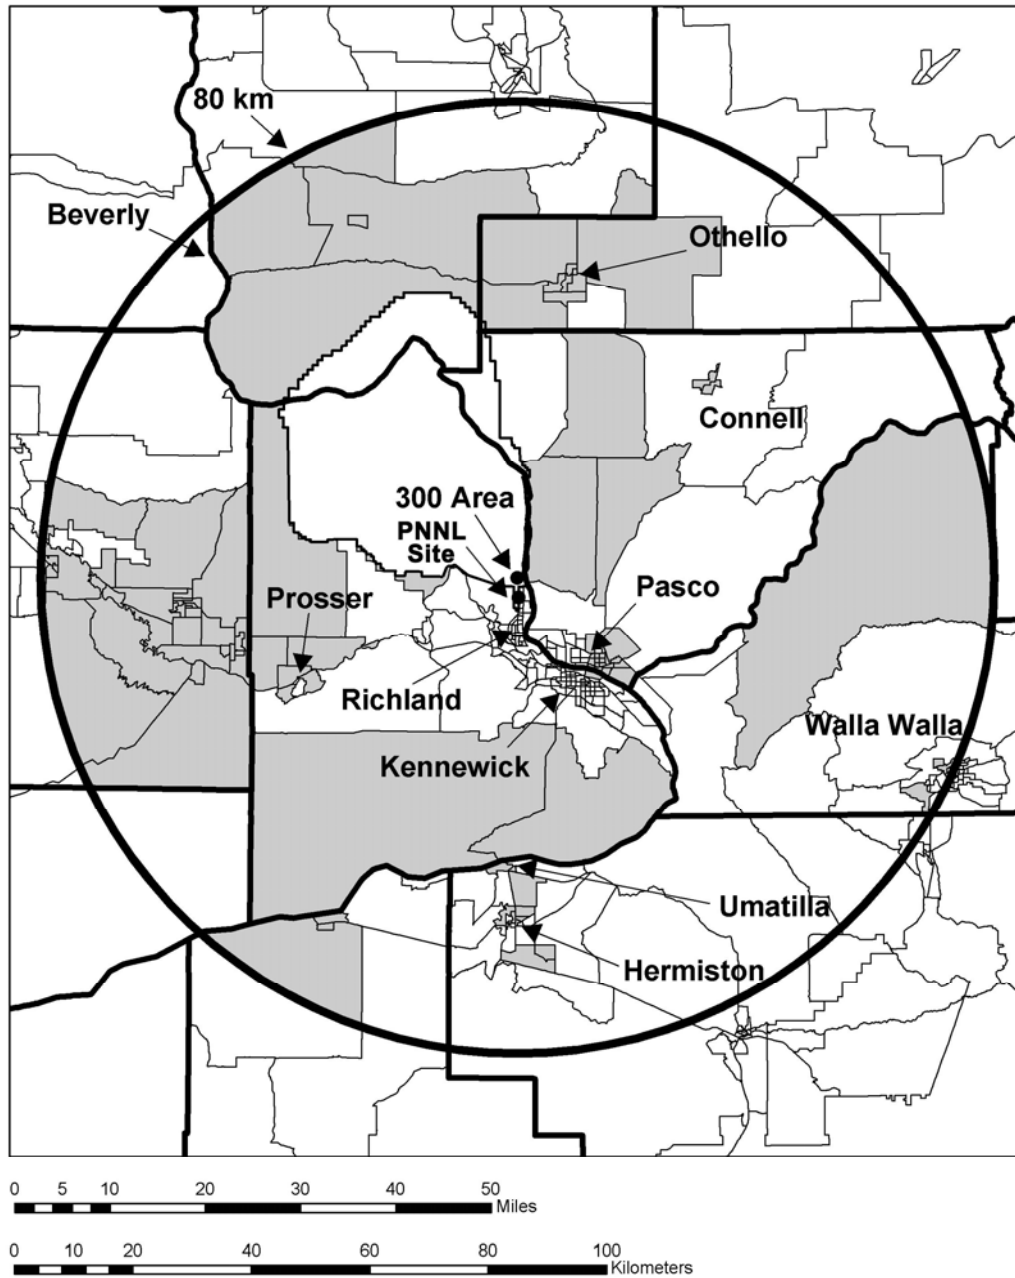 80 km
Beverly
Othello
Connell
300 Area
PNNL
Site
Prosser
Pasco
Richland
Walla Walla
Kennewick
Umatilla
Hermiston
0 5 10 20 30 40 50
Miles
0 10 20 40 60 80 100
Kilometers